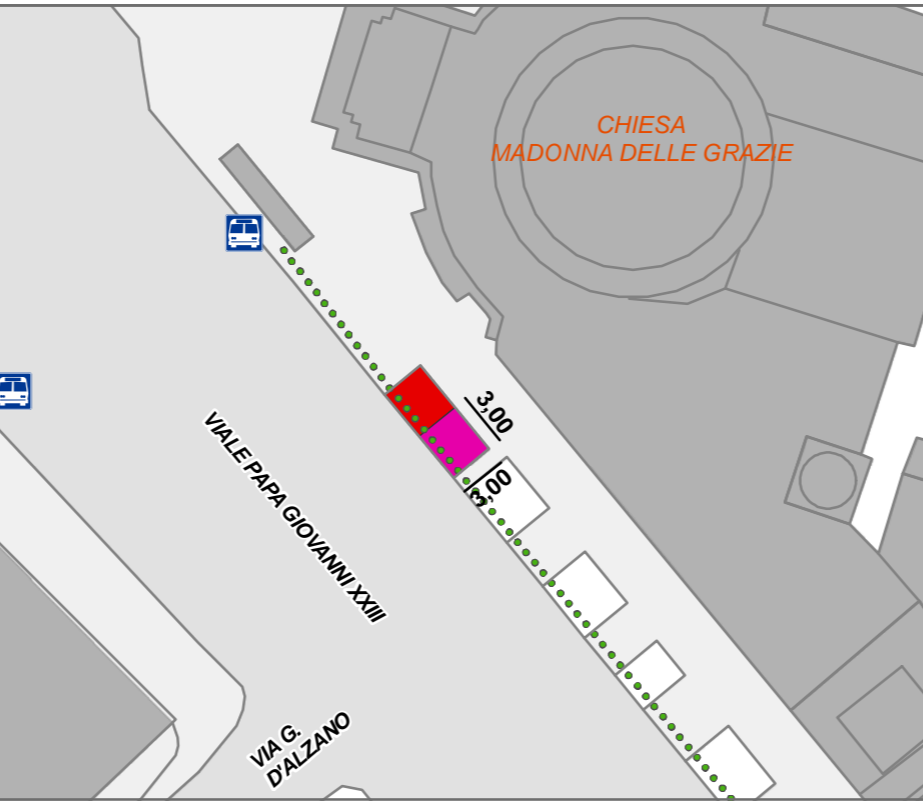 CHIESA
MADONNA DELLE GRAZIE
3,00
3,00
VIALE PAPA GIOVANNI XXIII
VIA G.
D'ALZANO